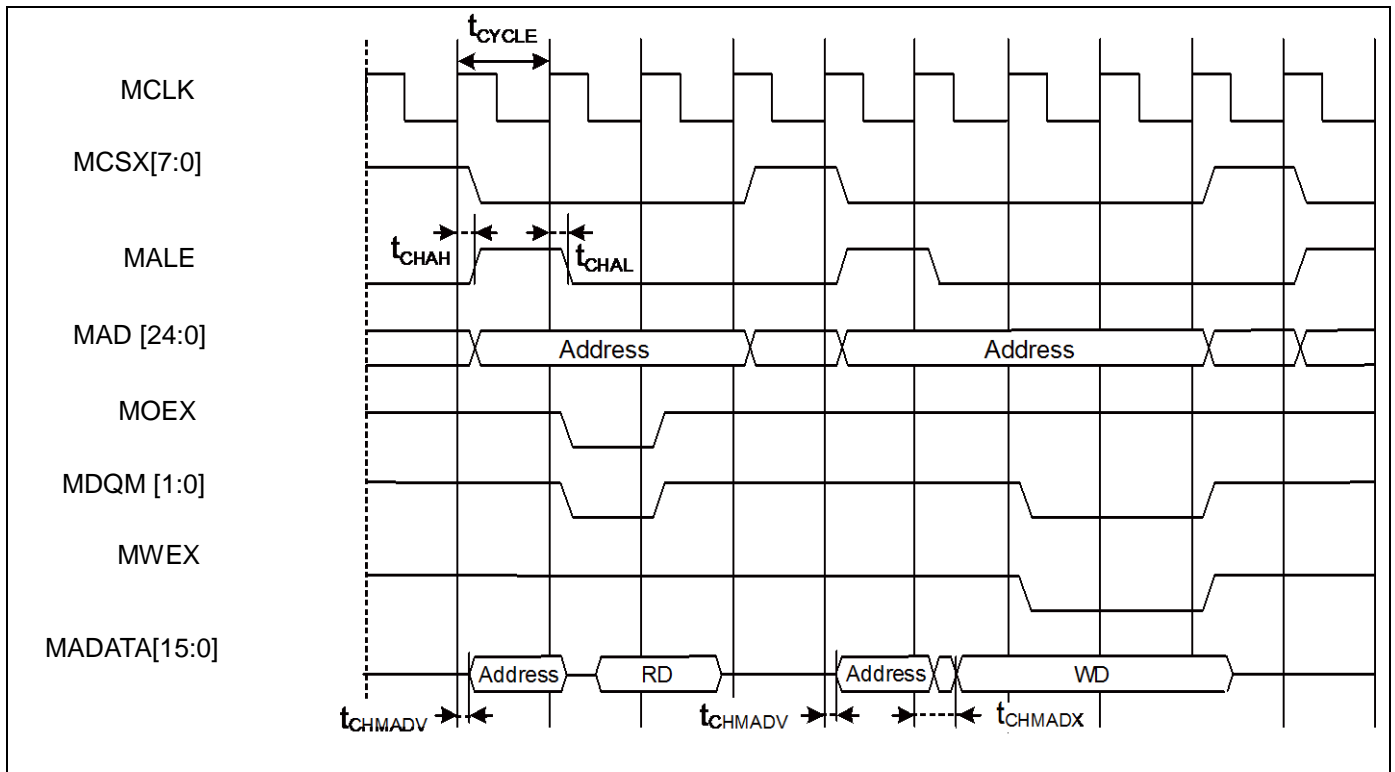 tCYCLE
MCLK
MCSX[7:0]
tCHAH
tCHAL
MALE
MAD [24:0]
Address
Address
MOEX
MDQM [1:0]
MWEX
MADATA[15:0]
Address
RD
Address
WD
tCHMADV
tCHMADV
tCHMADX